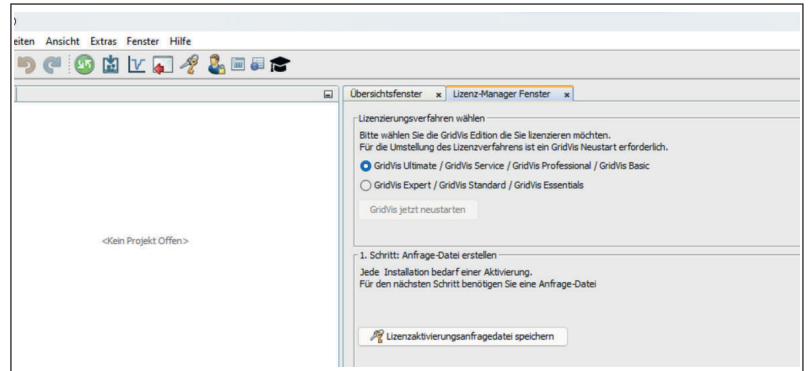 )
eiten Ansicht Extras Fenster Hilfe
Übersichtsfenster x Lizenz-Manager Fenster x
Lizenzierungsverfahren wählen
Bitte wählen Sie die GridVis Edition die Sie lizenzieren möchten.
Für die Umstellung des Lizenzverfahrens ist ein GridVis Neustart erforderlich.
GridVis Ultimate / GridVis Service / GridVis Professional / GridVis Basic
GridVis Expert / GridVis Standard / GridVis Essentials
GridVis jetzt neustarten
<Kein Projekt Offen>
1. Schritt: Anfrage-Datei erstellen
Jede Installation bedarf einer Aktivierung.
Für den nächsten Schritt benötigen Sie eine Anfrage-Datei
Lizenzaktivierungsanfragedatei speichern